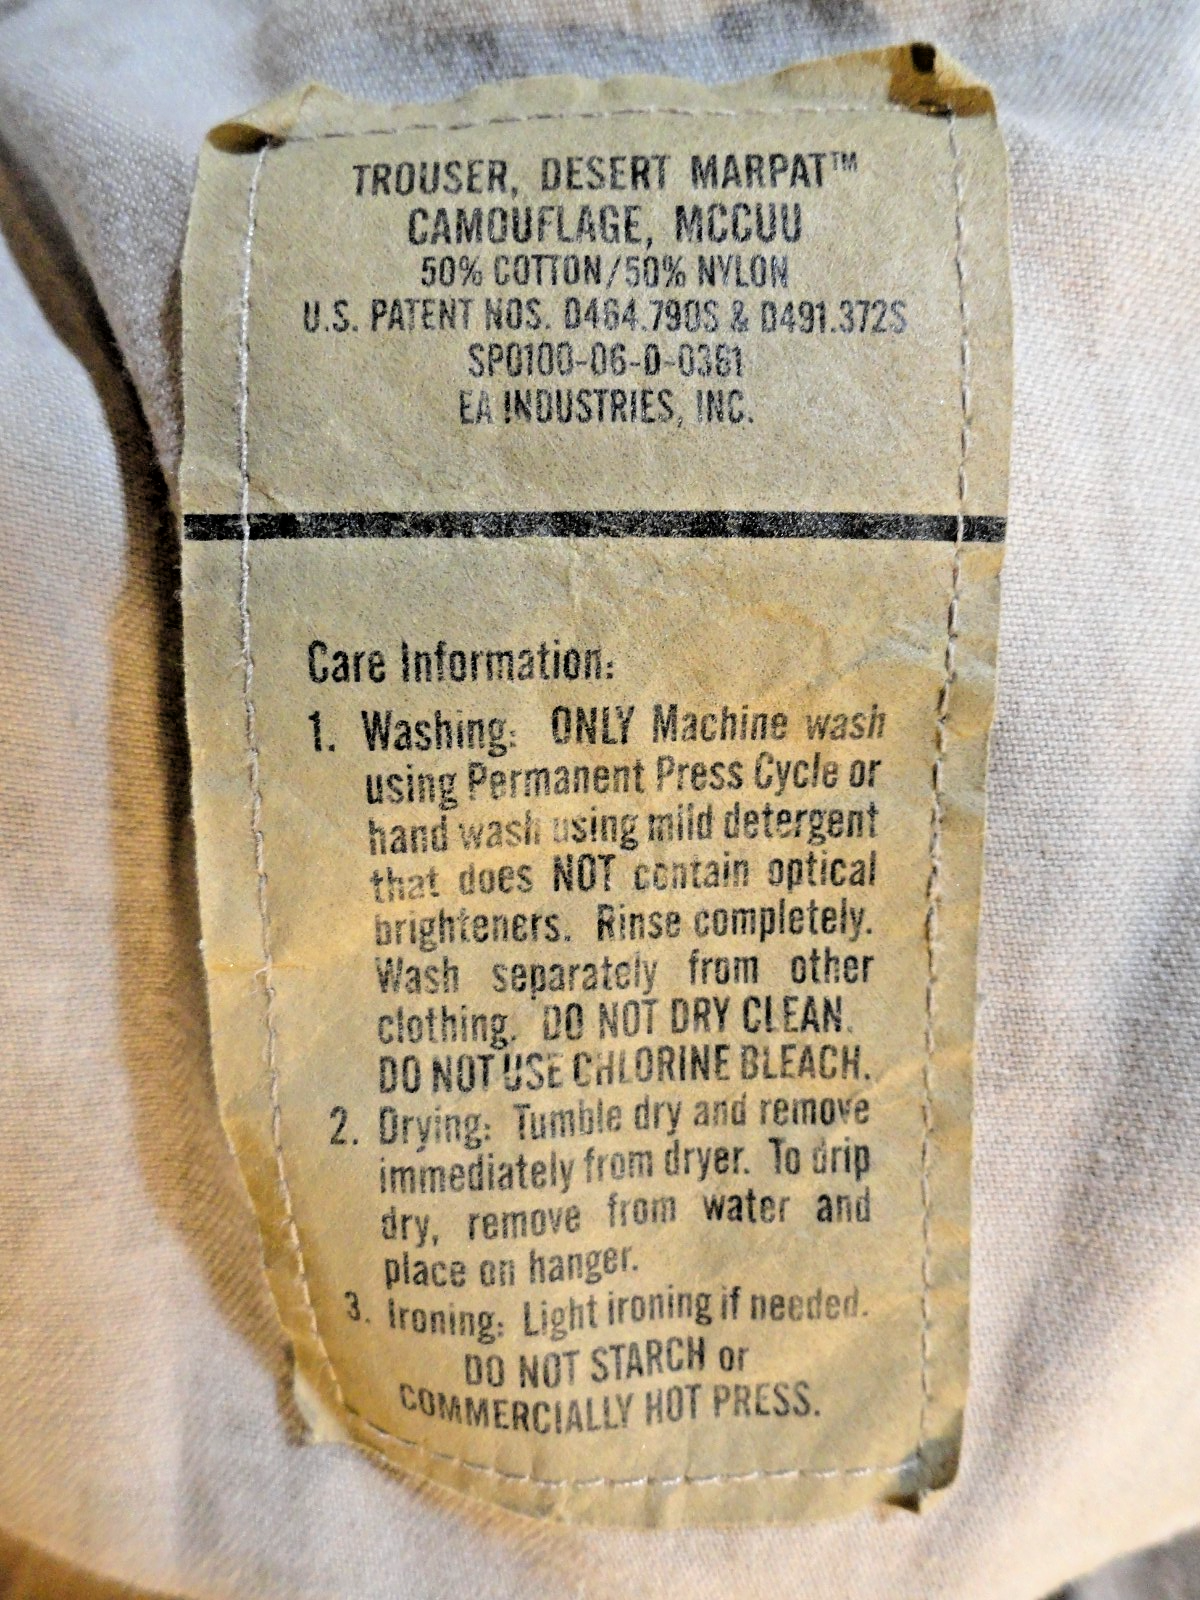 TROUSER, DESERT MARPAT™
CAMOUFLAGE, MCCUU
50% COTTON/50% NYLON
U.S. PATENT NOS. D464.790S & D491.372S
SP0100-06-D-0361
EA INDUSTRIES, INC.
Care Information:
1. Washing: ONLY Machine wash
using Permanent Press Cycle or
hand wash using mild detergent
that does NOT contain optical
brighteners. Rinse completely.
Wash separately from other
clothing. DO NOT DRY CLEAN.
DO NOT USE CHLORINE BLEACH.
2. Drying: Tumble dry and remove
immediately from dryer. To drip
dry, remove from water and
place on hanger.
3. Ironing: Light ironing if needed.
DO NOT STARCH or
COMMERCIALLY HOT PRESS.